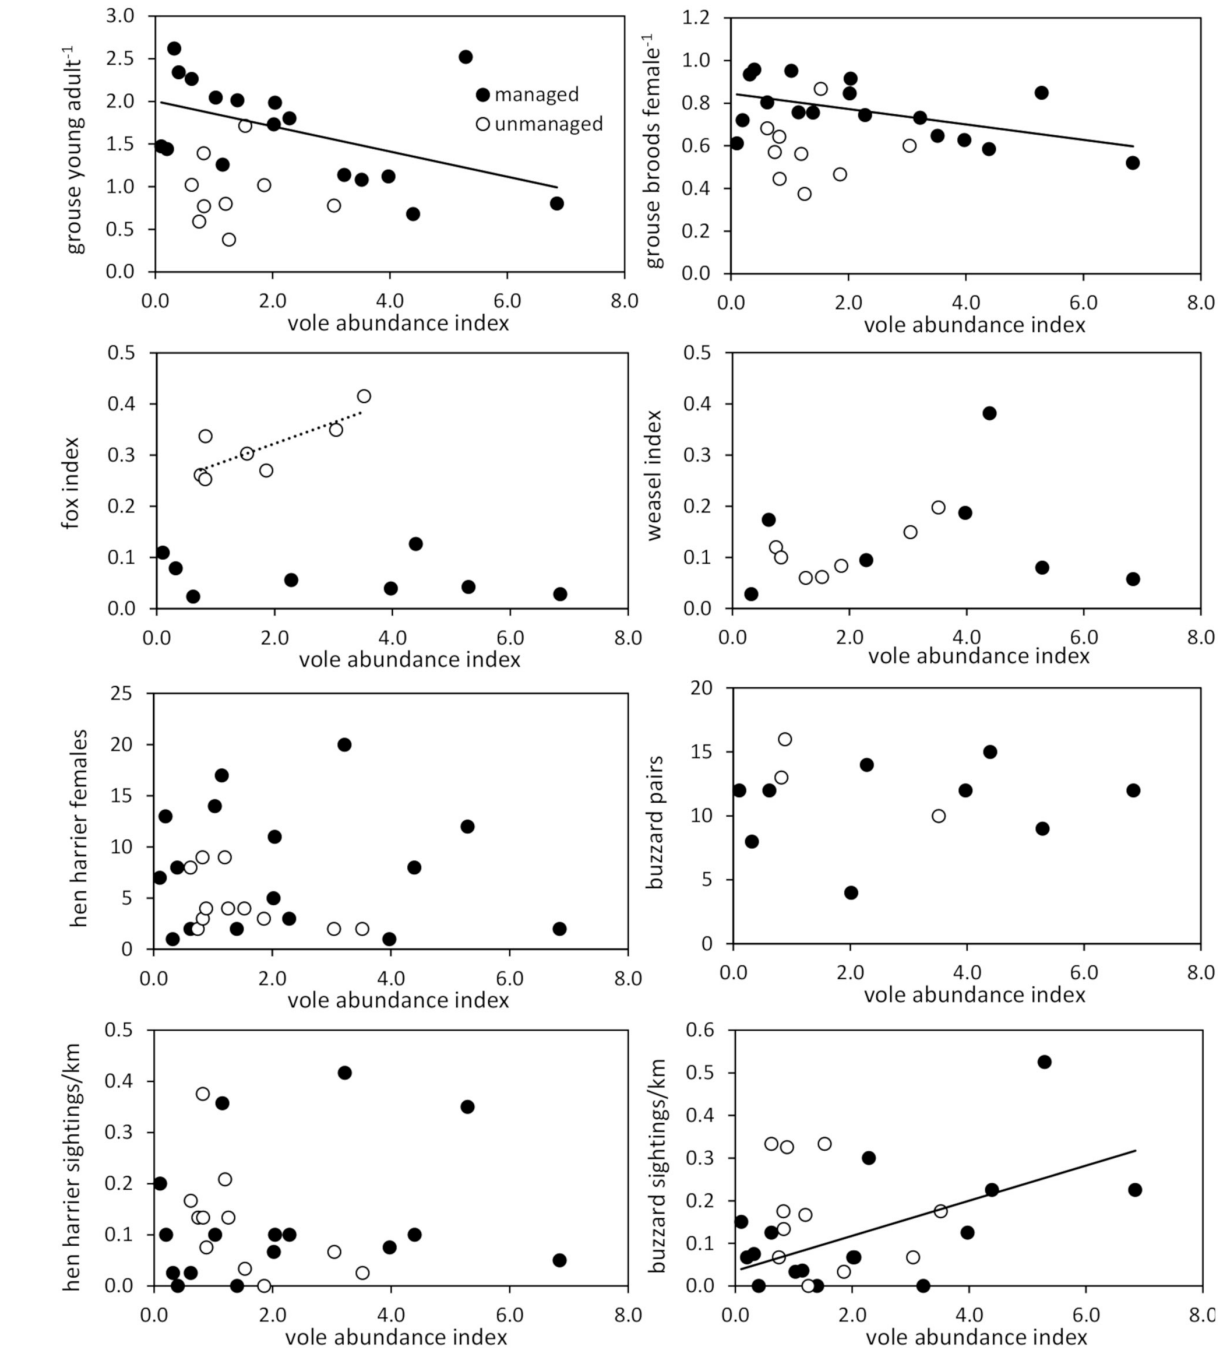 grouse young adult-1
3.0
2.5
2.0
1.5
1.0
0.5
0.0
managed
unmanaged
0.0 2.0 4.0 6.0 8.0
vole abundance index
grouse broods female-1
1.2
1.0
0.8
0.6
0.4
0.2
0.0
0.0 2.0 4.0 6.0 8.0
vole abundance index
fox index
0.5
0.4
0.3
0.2
0.1
0.0
0.0 2.0 4.0 6.0 8.0
vole abundance index
weasel index
0.5
0.4
0.3
0.2
0.1
0.0
0.0 2.0 4.0 6.0 8.0
vole abundance index
hen harrier females
25
20
15
10
5
0
0.0 2.0 4.0 6.0 8.0
vole abundance index
buzzard pairs
20
15
10
5
0
0.0 2.0 4.0 6.0 8.0
vole abundance index
hen harrier sightings/km
0.5
0.4
0.3
0.2
0.1
0.0
0.0 2.0 4.0 6.0 8.0
vole abundance index
buzzard sightings/km
0.6
0.5
0.4
0.3
0.2
0.1
0.0
0.0 2.0 4.0 6.0 8.0
vole abundance index